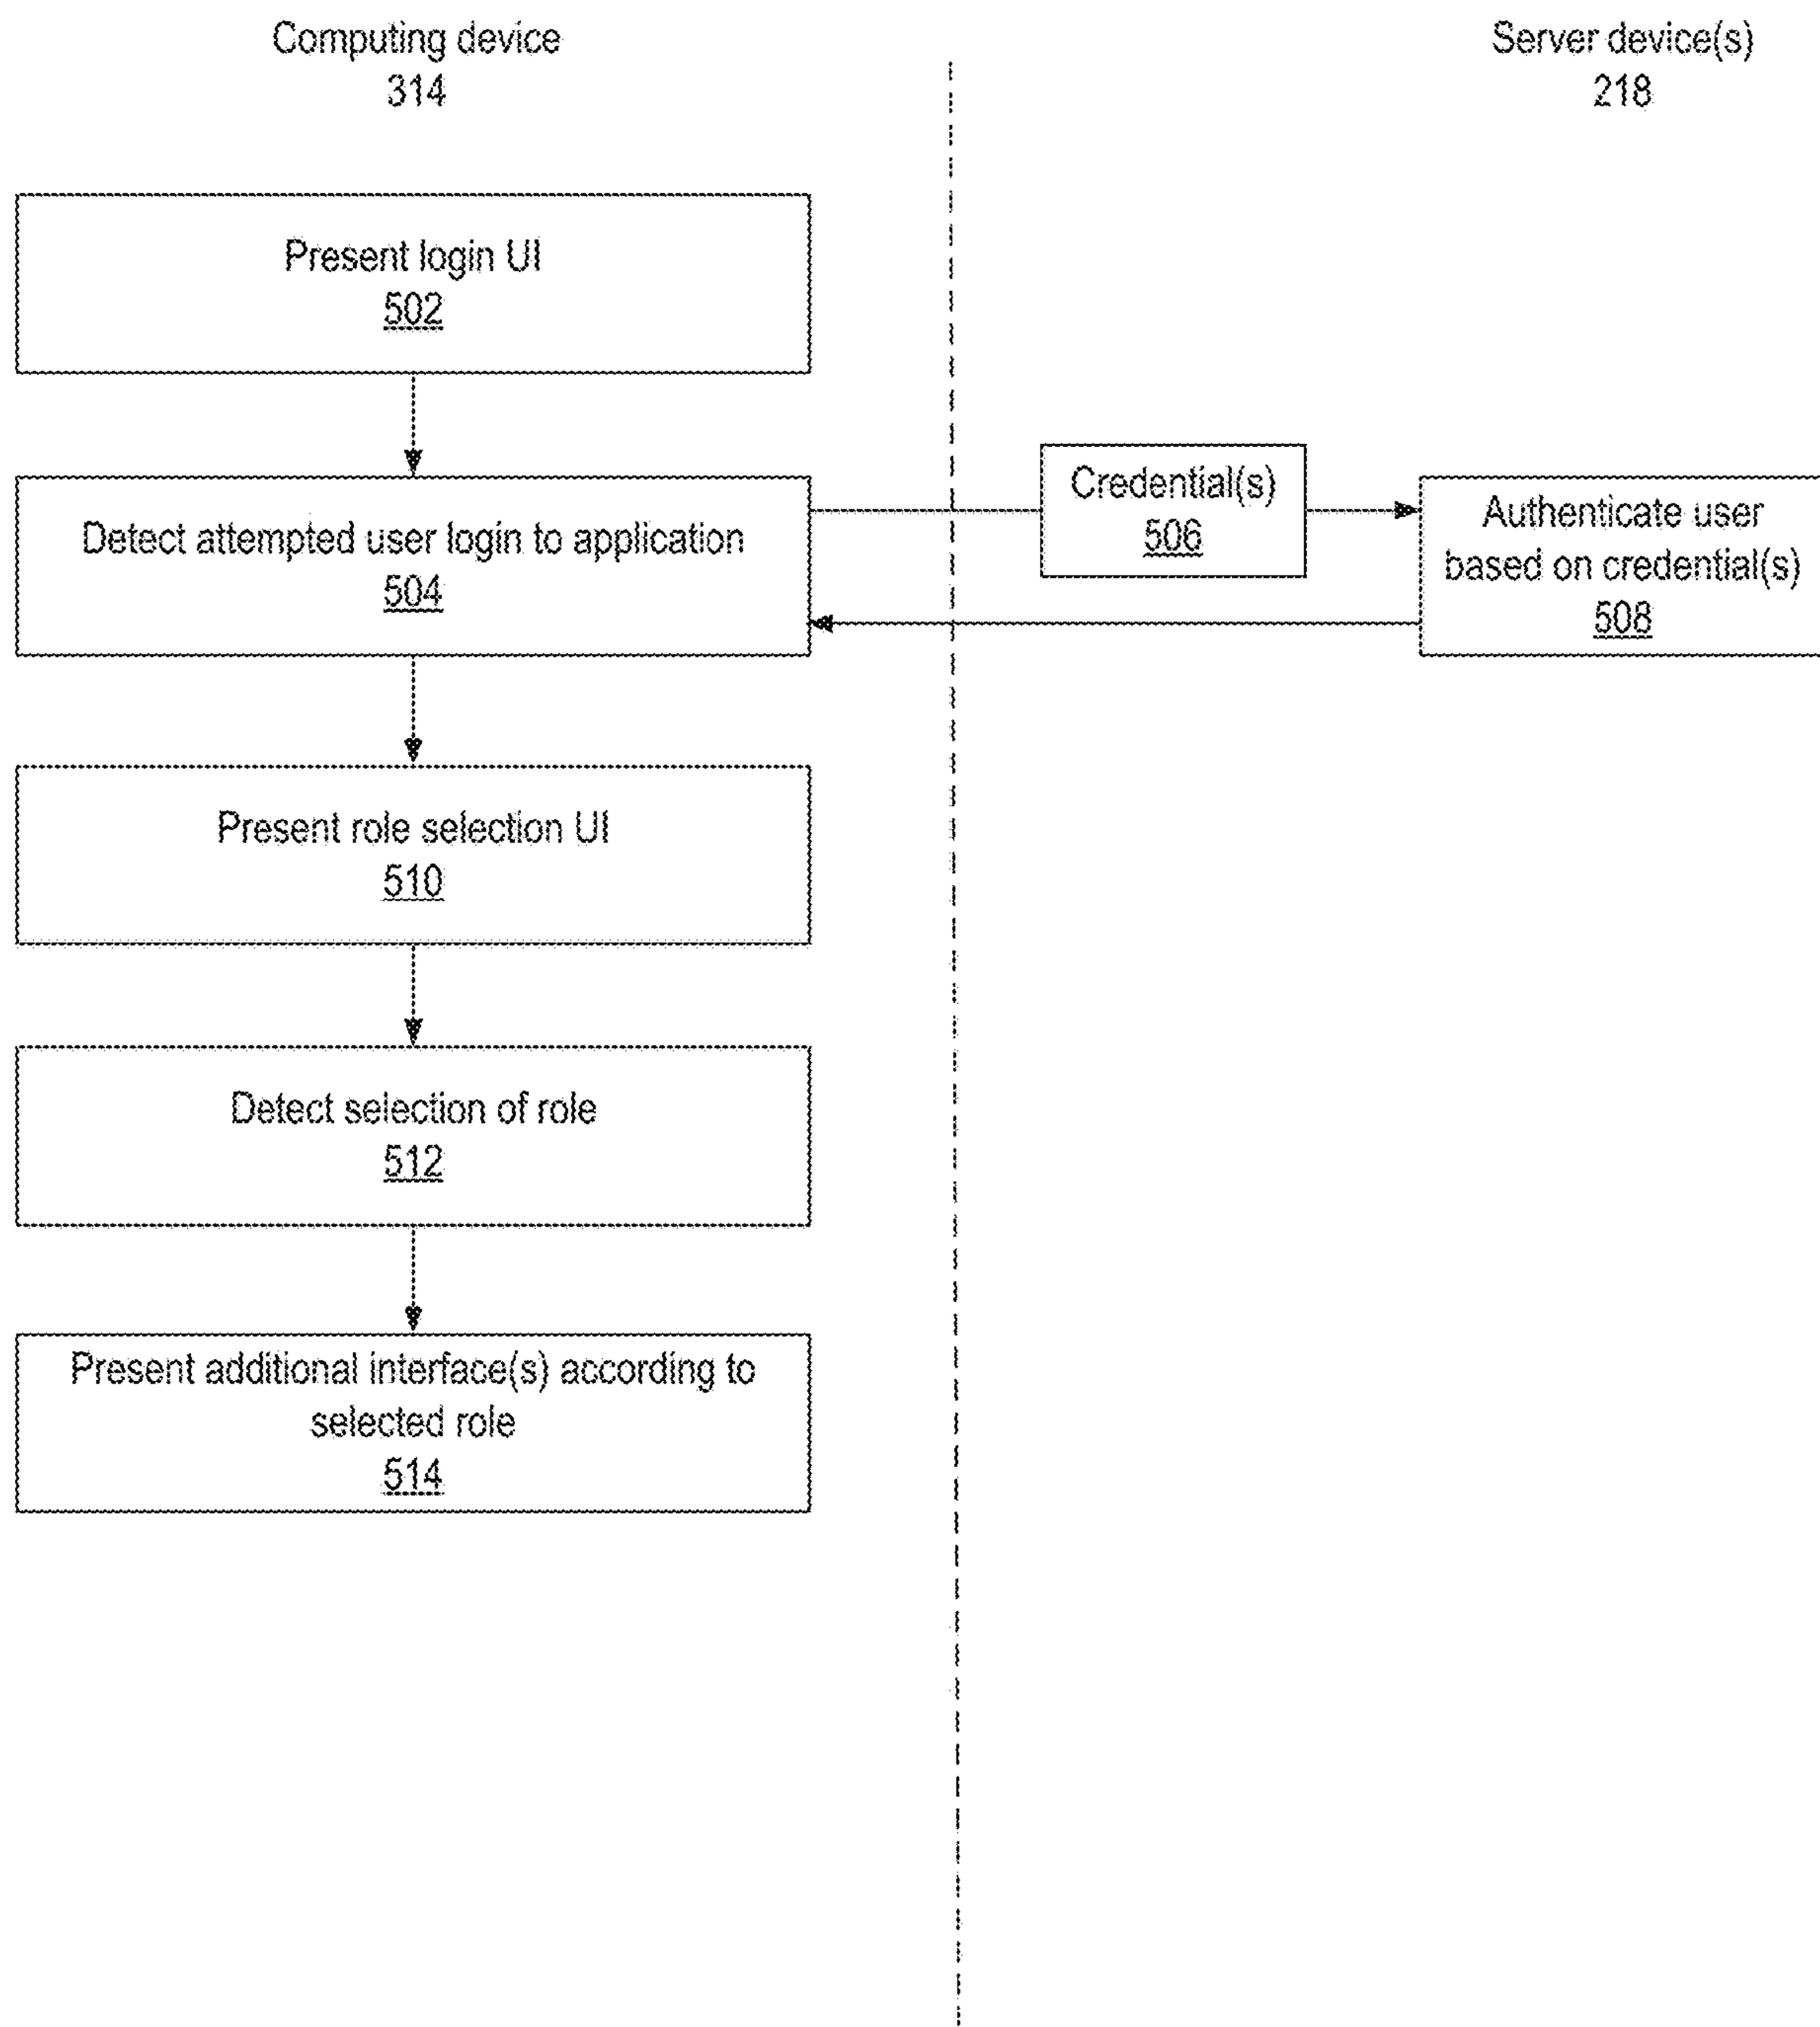 Computing device
314
Server device(s)
218
Present login UI
502
Detect attempted user login to application
504
Credential(s)
506
Authenticate user
based on credential(s)
508
Present role selection UI
510
Detect selection of role
512
Present additional interface(s) according to
selected role
514